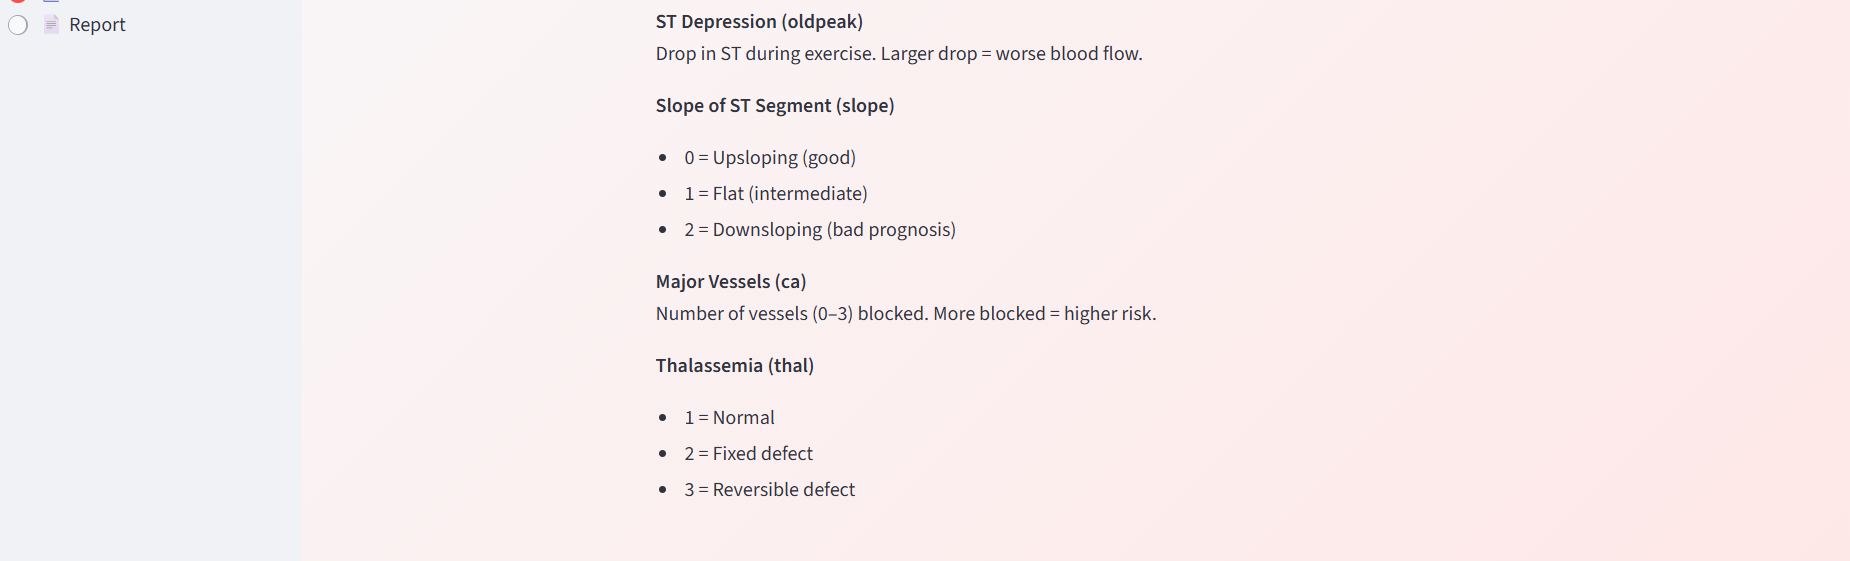 Report
ST Depression (oldpeak)
Drop in ST during exercise. Larger drop = worse blood flow.
Slope of ST Segment (slope)
0 = Upsloping (good)
1 = Flat (intermediate)
2 = Downsloping (bad prognosis)
Major Vessels (ca)
Number of vessels (0–3) blocked. More blocked = higher risk.
Thalassemia (thal)
1 = Normal
2 = Fixed defect
3 = Reversible defect